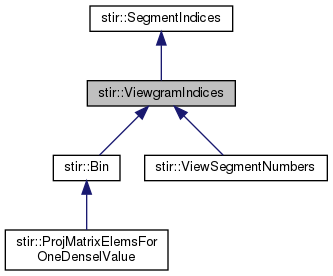 stir::SegmentIndices
stir::ViewgramIndices
stir::Bin
stir::ViewSegmentNumbers
stir::ProjMatrixElemsFor
OneDenselValue